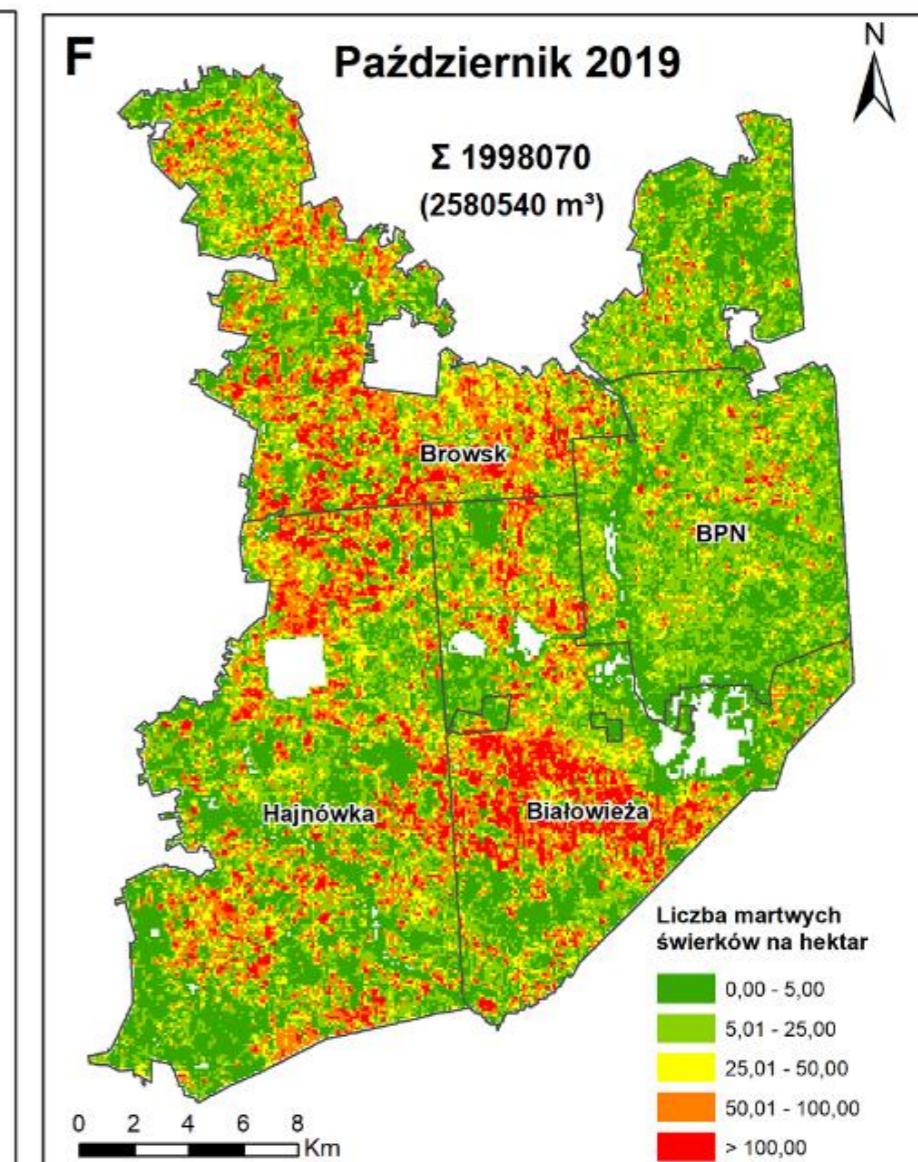 F
Październik 2019
N
Σ 1998070
(2580540 m³)
Browsk
BPN
Hajnówka
Białowieża
Liczba martwych
świerków na hektar
0,00 - 5,00
5,01 - 25,00
25,01 - 50,00
50,01 - 100,00
> 100,00
0 2 4 6 8
Km